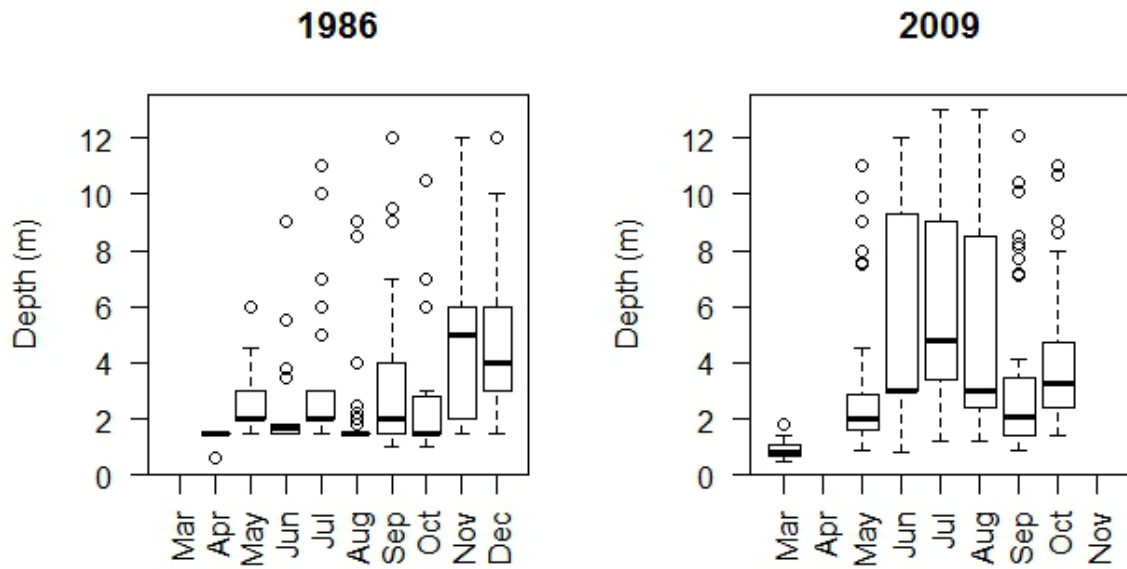 1986
Depth (m)
12
10
8
6
4
2
0
Mar
Apr
May
Jun
Jul
Aug
Sep
Oct
Nov
Dec
2009
Depth (m)
12
10
8
6
4
2
0
Mar
Apr
May
Jun
Jul
Aug
Sep
Oct
Nov